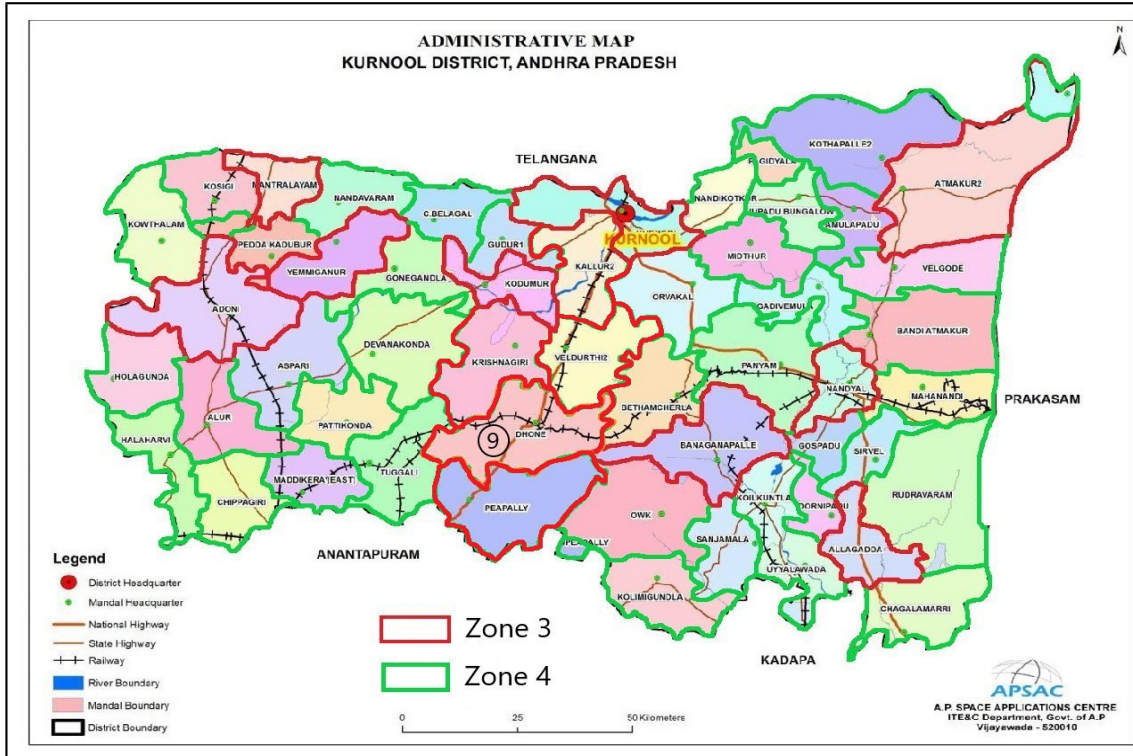 ADMINISTRATIVE MAP
KURNOOL DISTRICT, ANDHRA PRADESH
N
TELANGANA
KOTHAPALLE2
P. GIDYALA
ATMAKUR2
KOSIGI
MANTRALAYAM
NANDAVARAM
NANDIKOTKUR
JUPADU BUNGALOW
KOWTHALAM
C.BELAGAL
PAMULAPADU
PEDDA KADUBUR
GUDUR1
KURNOOL
YEMMIGANUR
MIDTHUR
VELGODE
GONEGANDLA
KALLUR2
KODUMUR
ORVAKAL
GADIVEMULA
ADONI
BANDI ATMAKUR
DEVANAKONDA
KRISHNAGIRI
VELDURTHI2
HOLAGUNDA
ASPARI
PANYAM
NANDYAL
MAHANANDI
PRAKASAM
BETHAMCHERLA
ALUR
PATTIKONDA
DHONE
9
HALAHARVI
BANAGANAPALLE
GOSPADU
SIRVEL
TUGGALI
MADDIKERA (EAST)
CHIPPAGIRI
RUDRAVARAM
PEAPALLY
KOILKUNTLA
DORNIPADU
OWK
SANJAMALA
ALLAGADDA
ANANTAPURAM
PEAPALLY
UYYALAWADA
KOLIMIGUNDLA
CHAGALAMARRI
KADAPA
Legend
District Headquarter
Mandal Headquarter
National Highway
State Highway
Railway
River Boundary
Mandal Boundary
District Boundary
Zone 3
Zone 4
0 25 50 Kilometers
APSAC
A.P. SPACE APPLICATIONS CENTRE
ITE&C Department, Govt. of A.P
Vijayawada - 520010